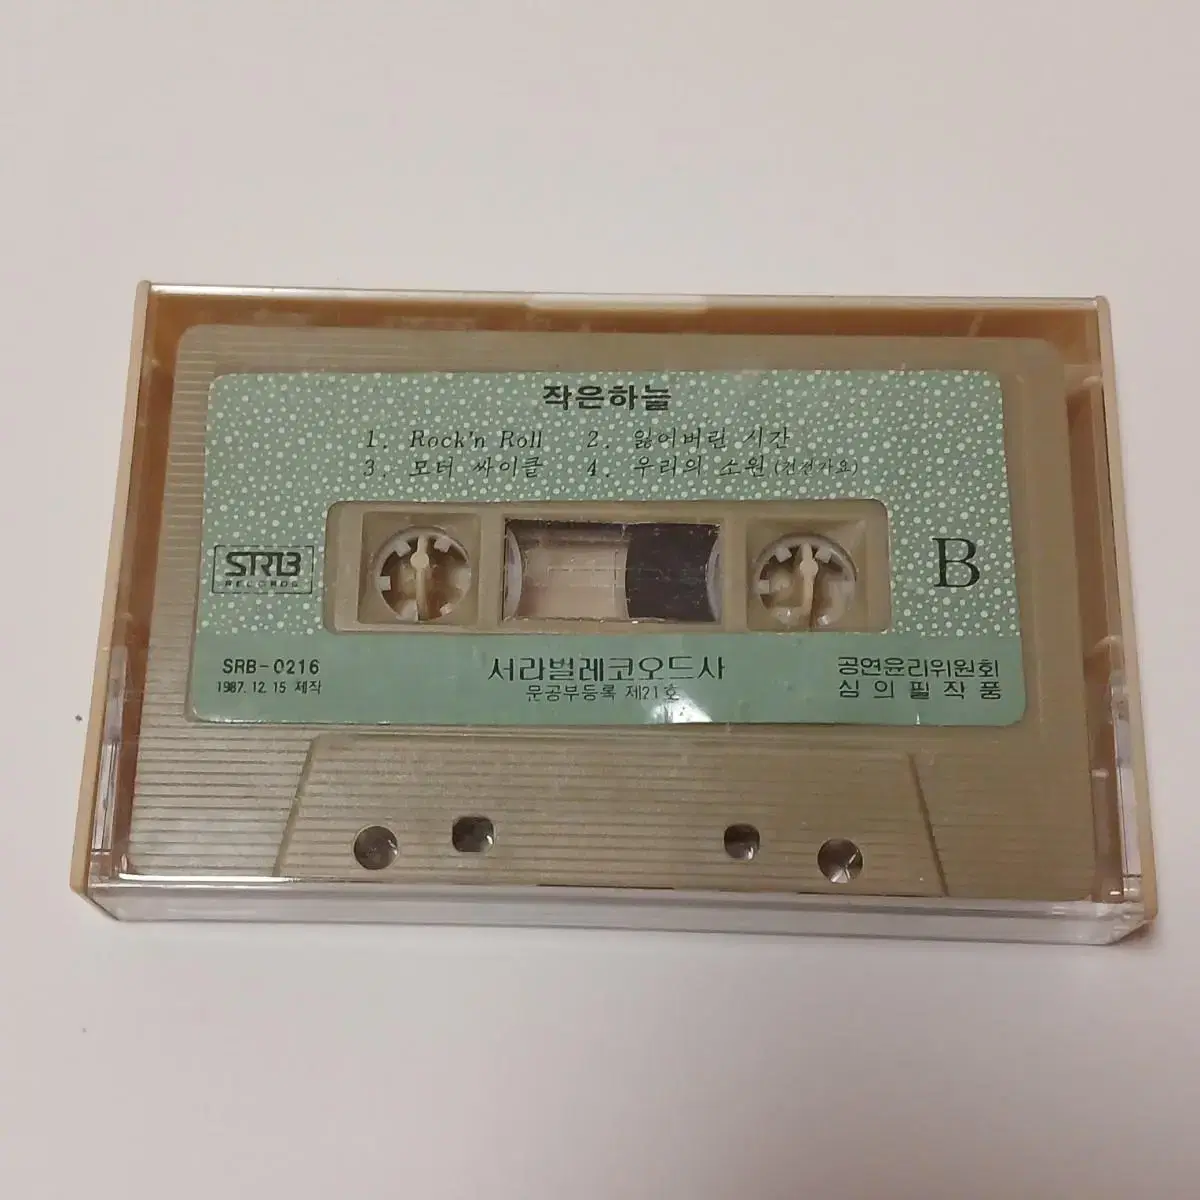 작은하늘
1. Rock'n Roll 2. 잃어버린 시간
3. 모터 싸이클 4. 우리의 소원(건전가요)
SRB
RECORDS
B
SRB-0216
1987. 12. 15 제작
서라벌레코오드사
문공부등록 제21호
공연윤리위원회
심의필작품